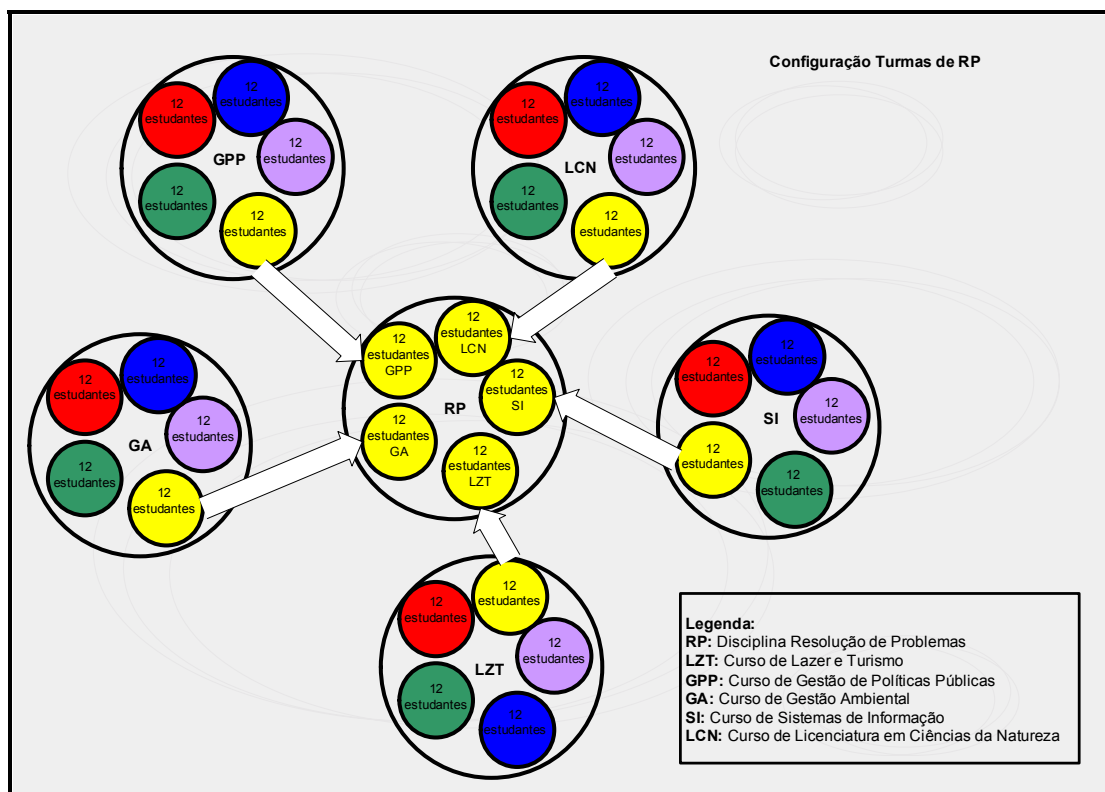 Configuração Turmas de RP
12
estudantes
12
estudantes
12
estudantes
GPP
12
estudantes
12
estudantes
12
estudantes
12
estudantes
12
estudantes
LCN
12
estudantes
12
estudantes
12
estudantes
GPP
12
estudantes
LCN
12
estudantes
SI
RP
12
estudantes
GA
12
estudantes
LZT
12
estudantes
12
estudantes
12
estudantes
GA
12
estudantes
12
estudantes
12
estudantes
12
estudantes
12
estudantes
SI
12
estudantes
12
estudantes
12
estudantes
12
estudantes
12
estudantes
LZT
12
estudantes
12
estudantes
Legenda:
RP: Disciplina Resolução de Problemas
LZT: Curso de Lazer e Turismo
GPP: Curso de Gestão de Políticas Públicas
GA: Curso de Gestão Ambiental
SI: Curso de Sistemas de Informação
LCN: Curso de Licenciatura em Ciências da Natureza